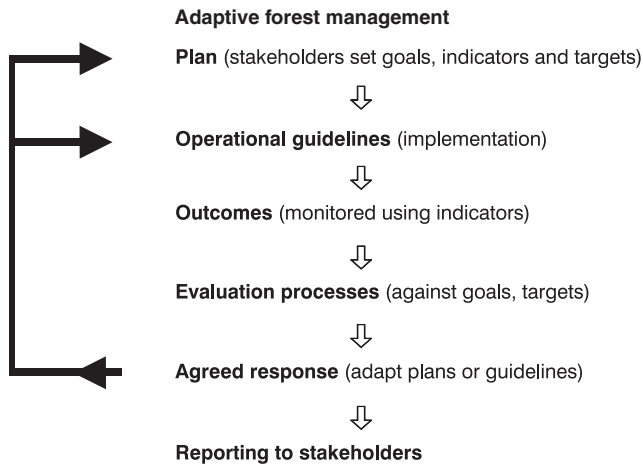 Adaptive forest management
Plan (stakeholders set goals, indicators and targets)
Operational guidelines (implementation)
Outcomes (monitored using indicators)
Evaluation processes (against goals, targets)
Agreed response (adapt plans or guidelines)
Reporting to stakeholders